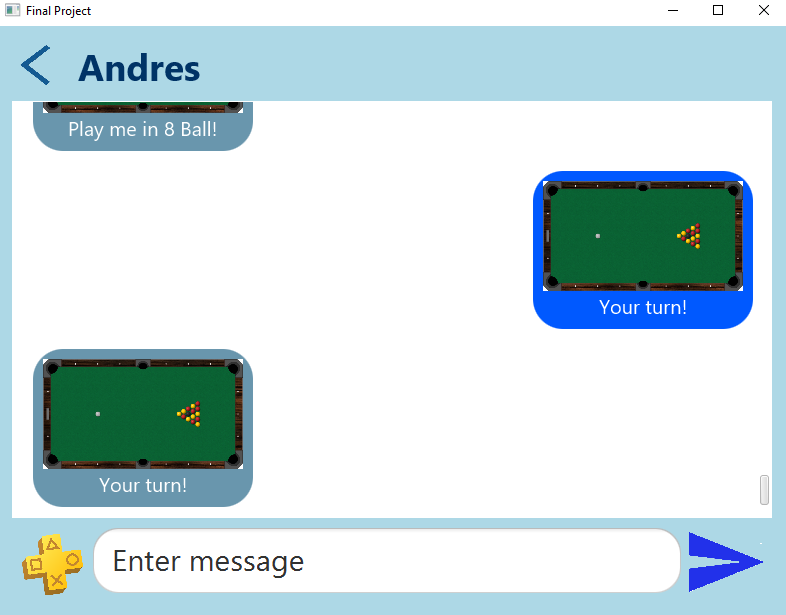 Final Project
Andres
Play me in 8 Ball!
Your turn!
Your turn!
Enter message